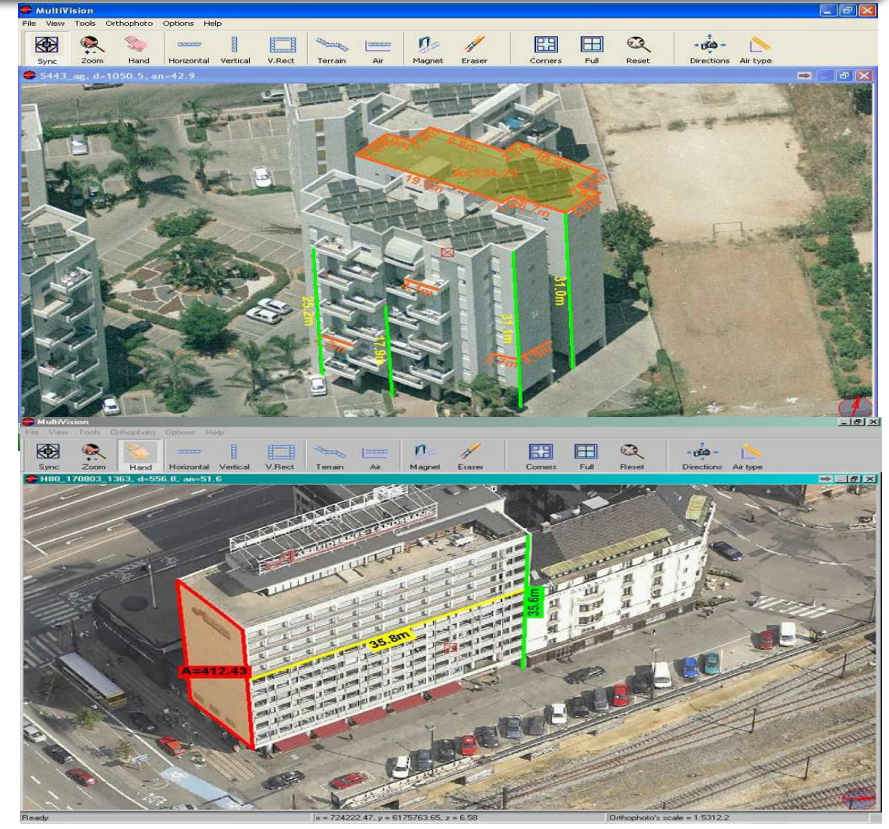 MultiVision
File View Tools Orthophoto Options Help
Sync Zoom Hand Horizontal Vertical V.Rect Terrain Air Magnet Eraser Corners Full Reset Directions Air type
5443_ag, d=1050.5, an=42.9
25.2m
17.9m
31.1m
31.0m
MultiVision
File View Tools Orthophoto Options Help
Sync Zoom Hand Horizontal Vertical V.Rect Terrain Air Magnet Eraser Corners Full Reset Directions Air type
H80_170803_1363, d=556.8, an=51.6
35.6m
35.8m
A=412.43
Ready x = 724222.47, y = 6175763.65, z = 6.58 Orthophoto's scale = 1:5312.2